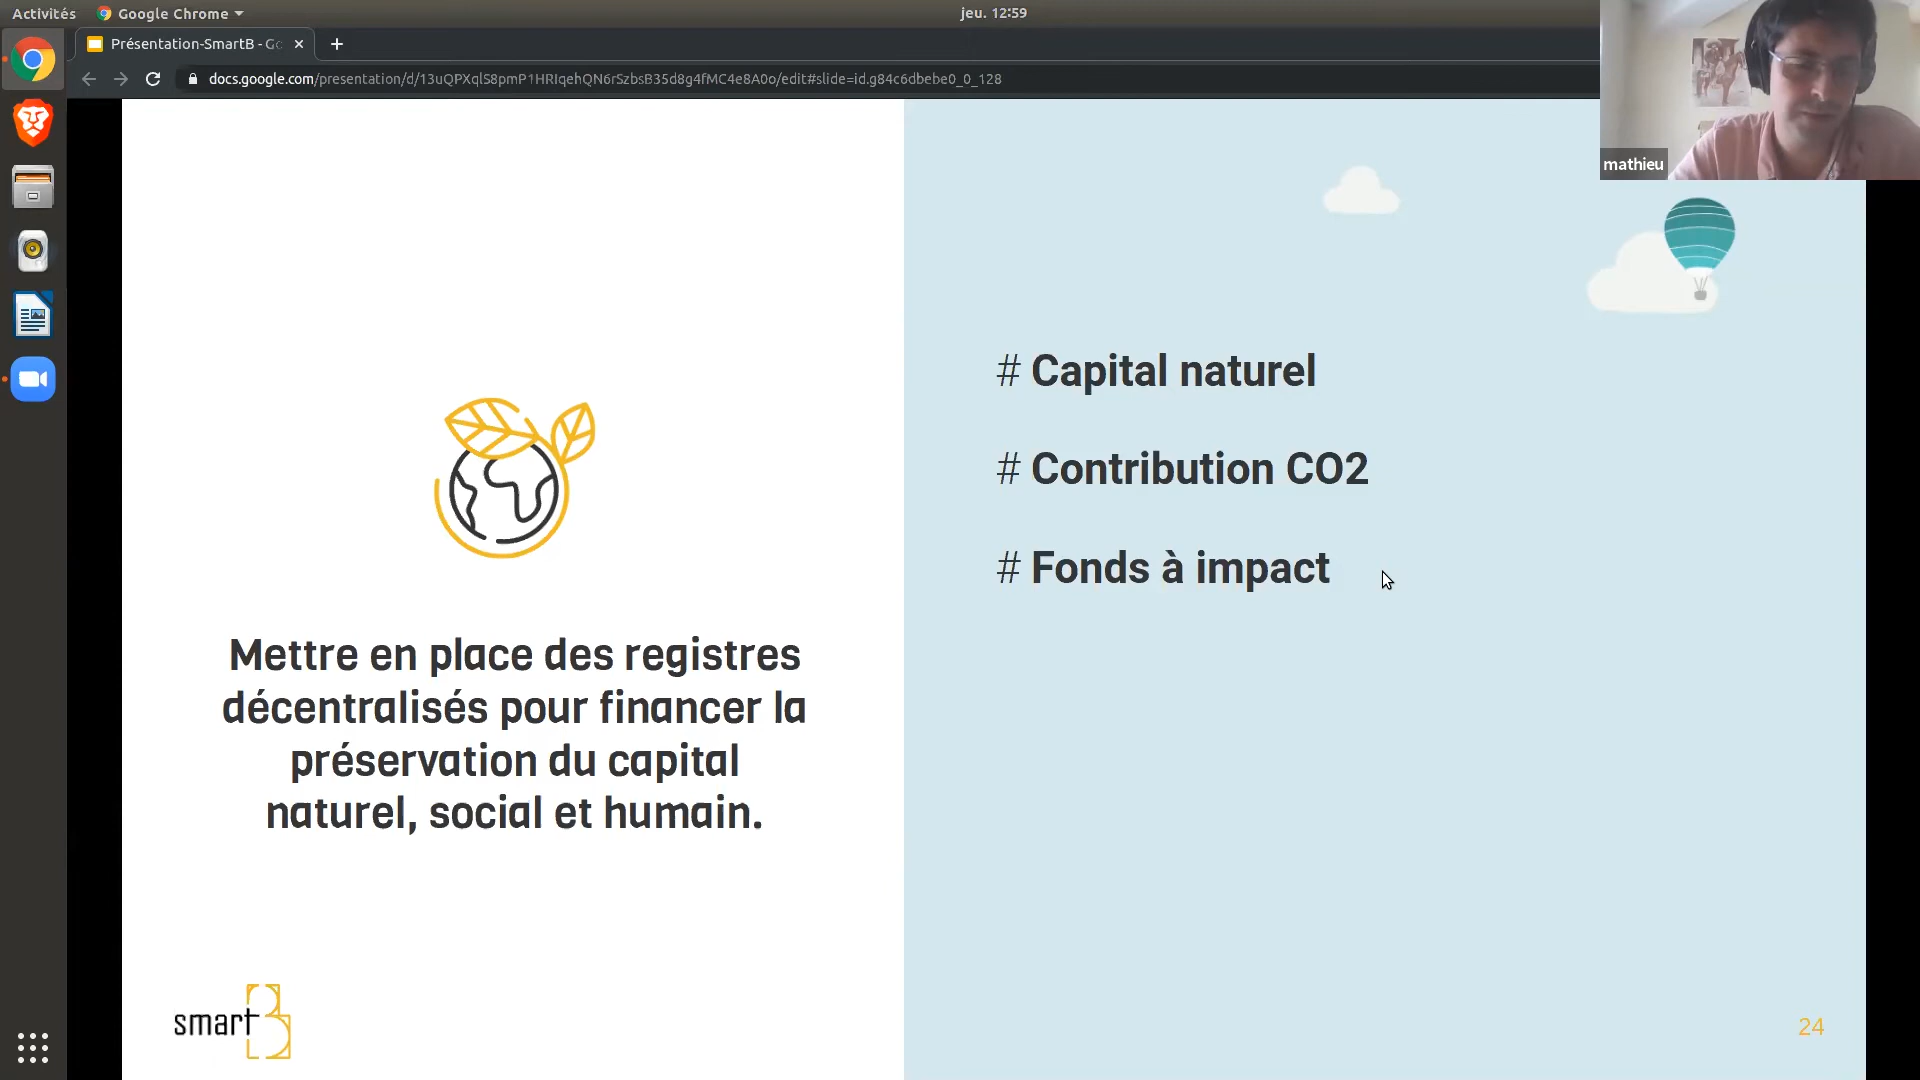 Activités
Google Chrome
jeu. 12:59
Présentation-SmartB - Go
docs.google.com/presentation/d/13uQPXqlS8pmP1HRIqehQN6rSzbsB35d8g4fMC4e8A0o/edit#slide=id.g84c6dbebe0_0_128
mathieu
Mettre en place des registres
décentralisés pour financer la
préservation du capital
naturel, social et humain.
# Capital naturel
# Contribution CO2
# Fonds à impact
smartB
24